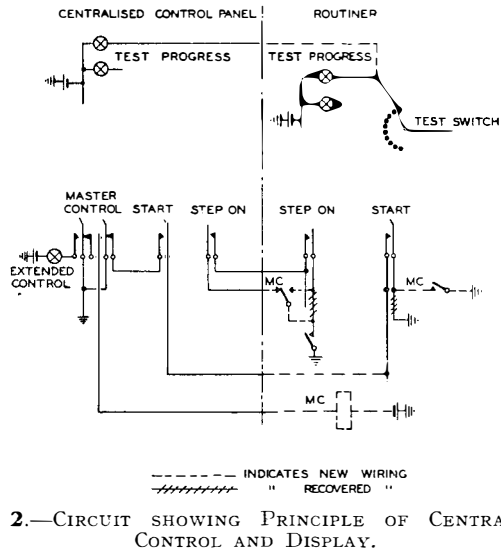 CENTRALISED CONTROL PANEL ROUTINER
TEST PROGRESS TEST PROGRESS
TEST SWITCH
MASTER CONTROL START STEP ON STEP ON START
EXTENDED CONTROL
MC MC
MC
INDICATES NEW WIRING
" RECOVERED "
2.—CIRCUIT SHOWING PRINCIPLE OF CENTRA
CONTROL AND DISPLAY.